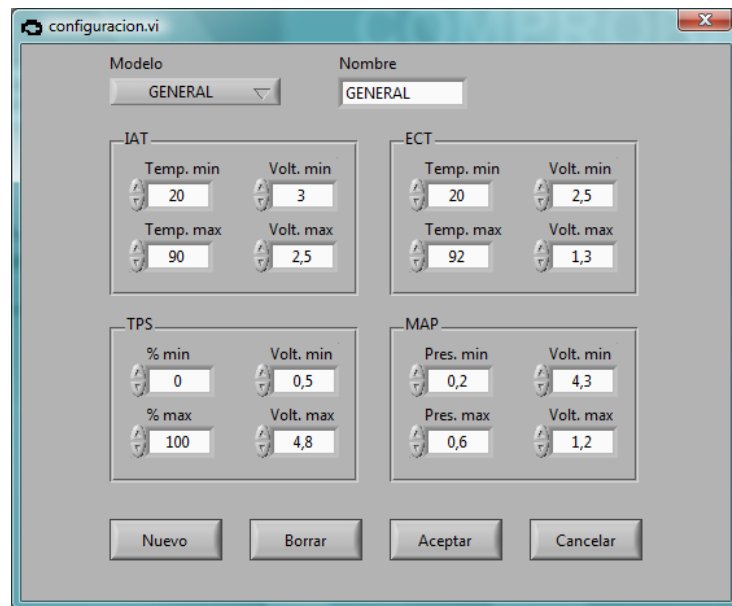 configuracion.vi
Modelo Nombre
GENERAL GENERAL
IAT ECT
Temp. min Volt. min Temp. min Volt. min
20 3 20 2,5
Temp. max Volt. max Temp. max Volt. max
90 2,5 92 1,3
TPS MAP
% min Volt. min Pres. min Volt. min
0 0,5 0,2 4,3
% max Volt. max Pres. max Volt. max
100 4,8 0,6 1,2
Nuevo Borrar Aceptar Cancelar